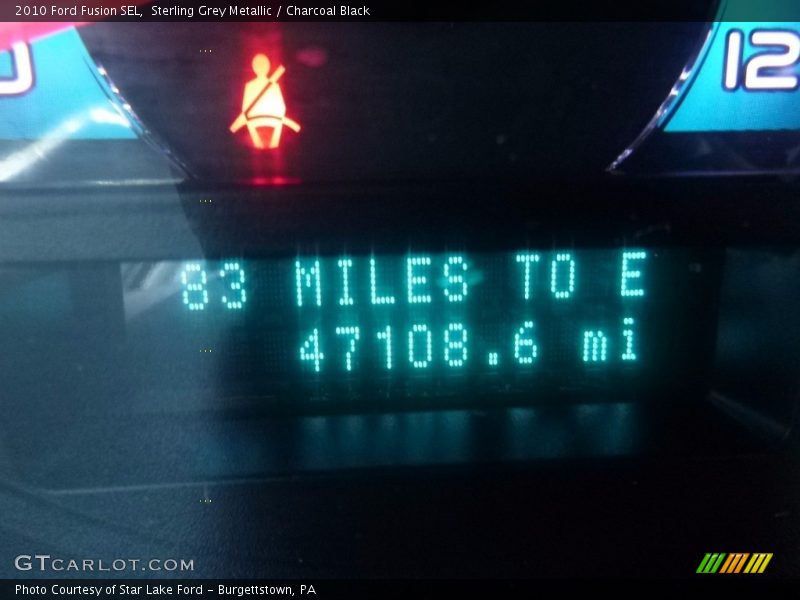 2010 Ford Fusion SEL,  Sterling Grey Metallic / Charcoal Black
12
83 MILES TO E
47108.6 mi
GTCARLOT.COM
Photo Courtesy of Star Lake Ford - Burgettstown, PA